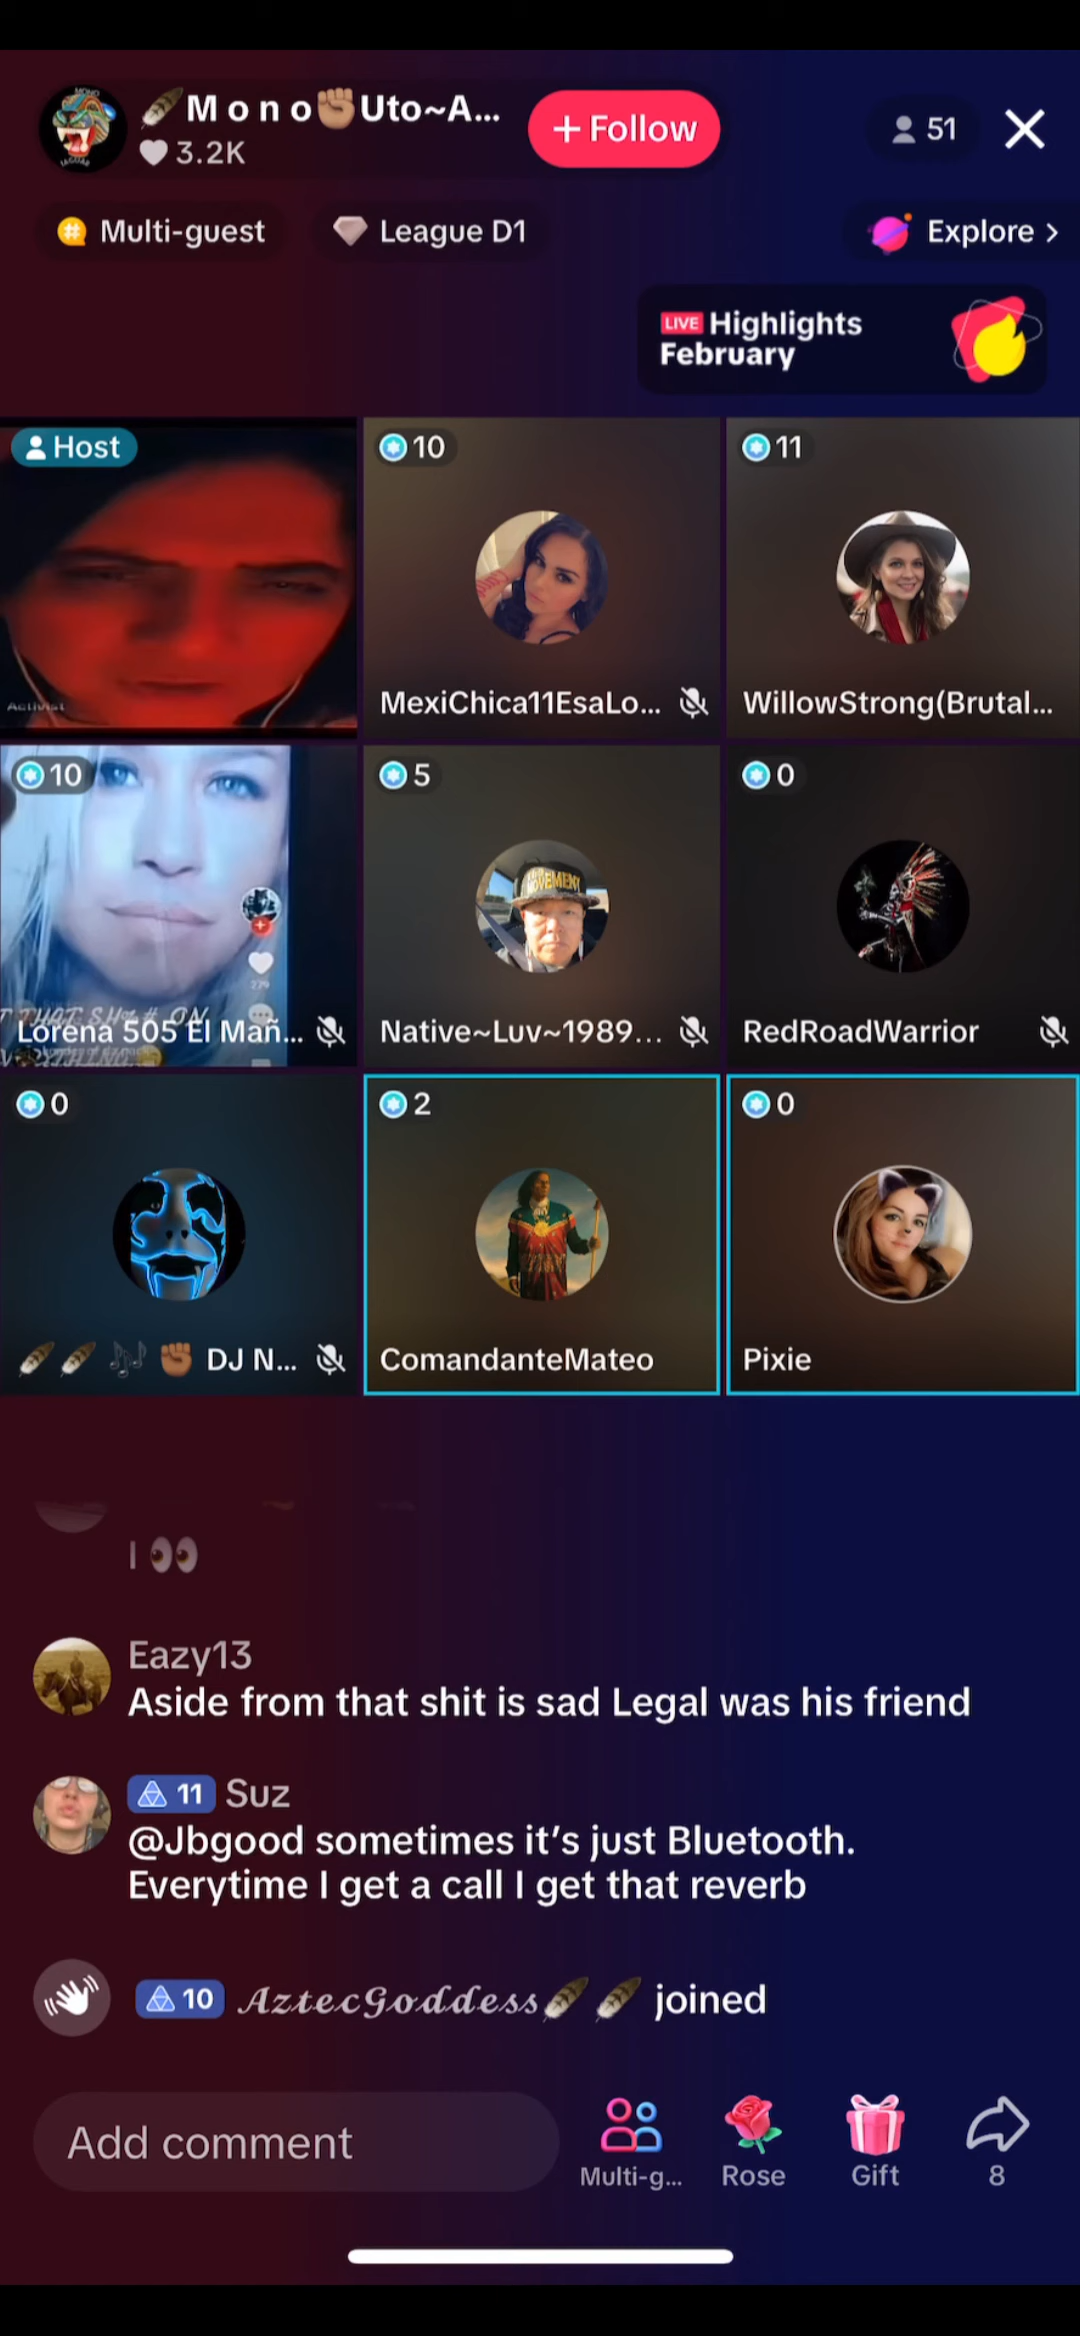 🪶M o n o✊🏽Uto~A...
3.2K
+ Follow
51
Multi-guest
League D1
Explore >
LIVE Highlights
February
Host
10
11
Activist
MexiChica11EsaLo...
WillowStrong(Brutal...
10
5
0
MOVEMENT
Lorena 505 El Mañ...
Native~Luv~1989...
RedRoadWarrior
0
2
0
🪶🪶 🎶 ✊🏽 DJ N...
ComandanteMateo
Pixie
I 👀
Eazy13
Aside from that shit is sad Legal was his friend
11 Suz
@Jbgood sometimes it’s just Bluetooth.
Everytime I get a call I get that reverb
10 𝓐𝔃𝓽𝓮𝓬𝓖𝓸𝓭𝓭𝓮𝓼𝓼🪶🪶 joined
Add comment
Multi-g...
Rose
Gift
8